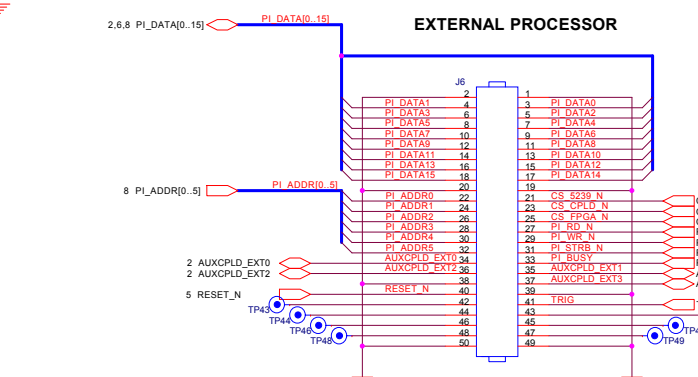 EXTERNAL PROCESSOR
2,6,8 PI_DATA[0..15] PI_DATA[0..15]
J6
2 1
PI_DATA1 4 3 PI_DATA0
PI_DATA3 6 5 PI_DATA2
PI_DATA5 8 7 PI_DATA4
PI_DATA7 10 9 PI_DATA6
PI_DATA9 12 11 PI_DATA8
PI_DATA11 14 13 PI_DATA10
PI_DATA13 16 15 PI_DATA12
PI_DATA15 18 17 PI_DATA14
8 PI_ADDR[0..5] PI_ADDR[0..5] 20 19
PI_ADDR0 22 21 CS_5239_N
PI_ADDR1 24 23 CS_CPLD_N
PI_ADDR2 26 25 CS_FPGA_N
PI_ADDR3 28 27 PI_RD_N
PI_ADDR4 30 29 PI_WR_N
PI_ADDR5 32 31 PI_STRB_N
2 AUXCPLD_EXT0 AUXCPLD_EXT0 34 33 PI_BUSY
2 AUXCPLD_EXT2 AUXCPLD_EXT2 36 35 AUXCPLD_EXT1
38 37 AUXCPLD_EXT3
5 RESET_N RESET_N 40 39
TP43 42 41 TRIG
TP44 44 43
TP46 46 45
TP48 48 47 TP49
50 49